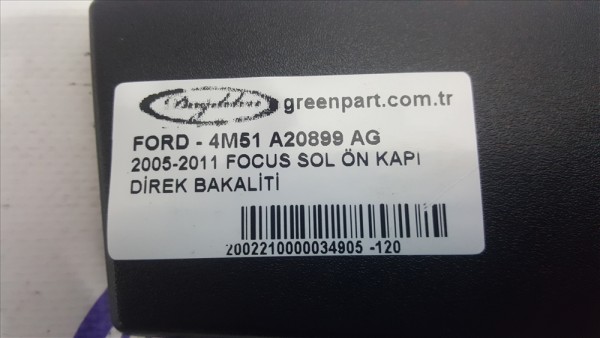 greenpart.com.tr
FORD - 4M51 A20899 AG
2005-2011 FOCUS SOL ÖN KAPI
DİREK BAKALİTİ
2002210000034905 -120